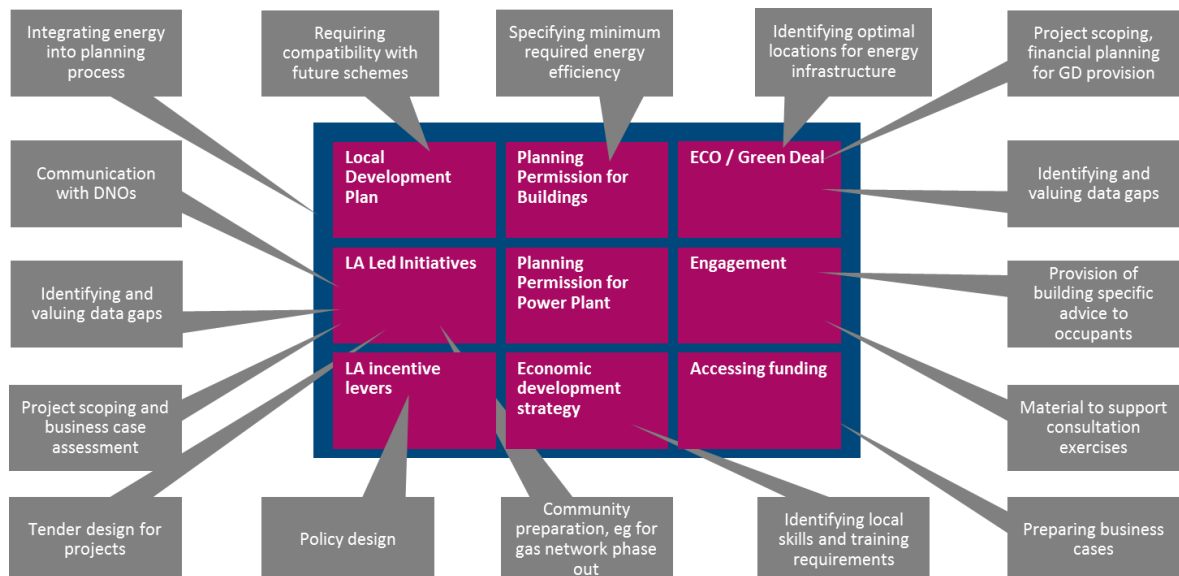 Integrating energy
into planning
process
Requiring
compatibility with
future schemes
Specifying minimum
required energy
efficiency
Identifying optimal
locations for energy
infrastructure
Project scoping,
financial planning
for GD provision
Communication
with DNOs
Local
Development
Plan
Planning
Permission for
Buildings
ECO / Green Deal
Identifying and
valuing data gaps
Identifying and
valuing data gaps
LA Led Initiatives
Planning
Permission for
Power Plant
Engagement
Provision of
building specific
advice to
occupants
Project scoping and
business case
assessment
LA incentive
levers
Economic
development
strategy
Accessing funding
Material to support
consultation
exercises
Tender design for
projects
Policy design
Community
preparation, eg for
gas network phase
out
Identifying local
skills and training
requirements
Preparing business
cases